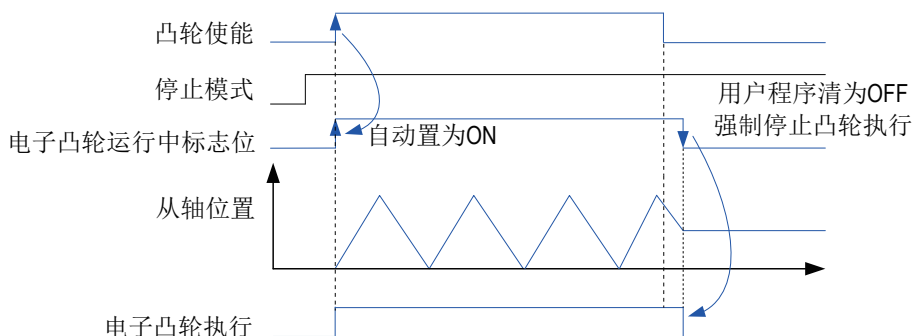 凸轮使能
停止模式
用户程序清为OFF
强制停止凸轮执行
电子凸轮运行中标志位
自动置为ON
从轴位置
电子凸轮执行